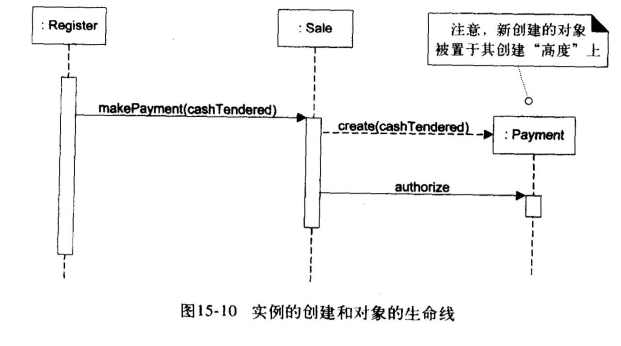 : Register
: Sale
注意，新创建的对象
被置于其创建“高度”上
makePayment(cashTendered)
create(cashTendered)
: Payment
authorize
图15-10 实例的创建和对象的生命线